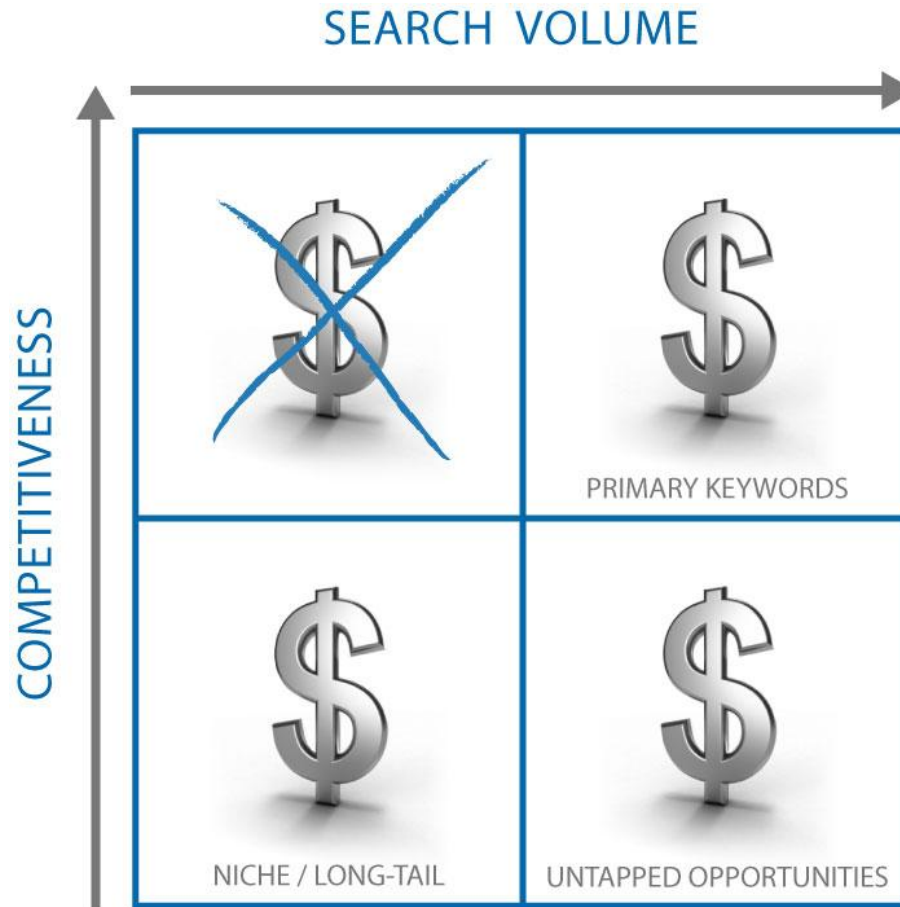 SEARCH VOLUME
COMPETITIVENESS
PRIMARY KEYWORDS
NICHE / LONG-TAIL
UNTAPPED OPPORTUNITIES